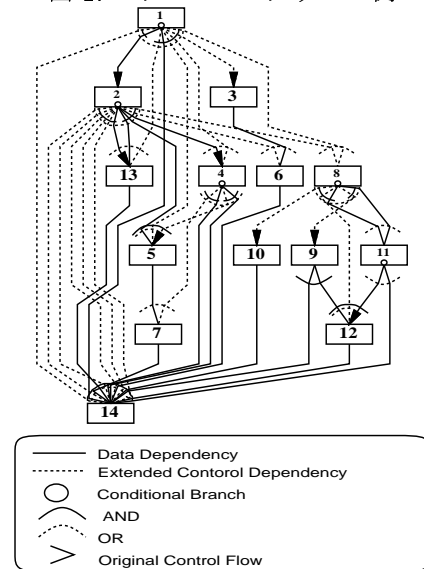 1
2
3
13
4
6
8
5
10
9
11
7
12
14
Data Dependency
Extended Contorol Dependency
Conditional Branch
AND
OR
Original Control Flow